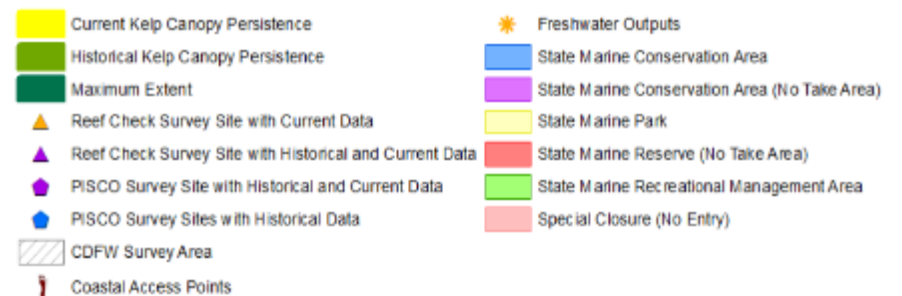 Current Kelp Canopy Persistence
Historical Kelp Canopy Persistence
Maximum Extent
Reef Check Survey Site with Current Data
Reef Check Survey Site with Historical and Current Data
PISCO Survey Site with Historical and Current Data
PISCO Survey Sites with Historical Data
CDFW Survey Area
Coastal Access Points
Freshwater Outputs
State Marine Conservation Area
State Marine Conservation Area (No Take Area)
State Marine Park
State Marine Reserve (No Take Area)
State Marine Recreational Management Area
Special Closure (No Entry)